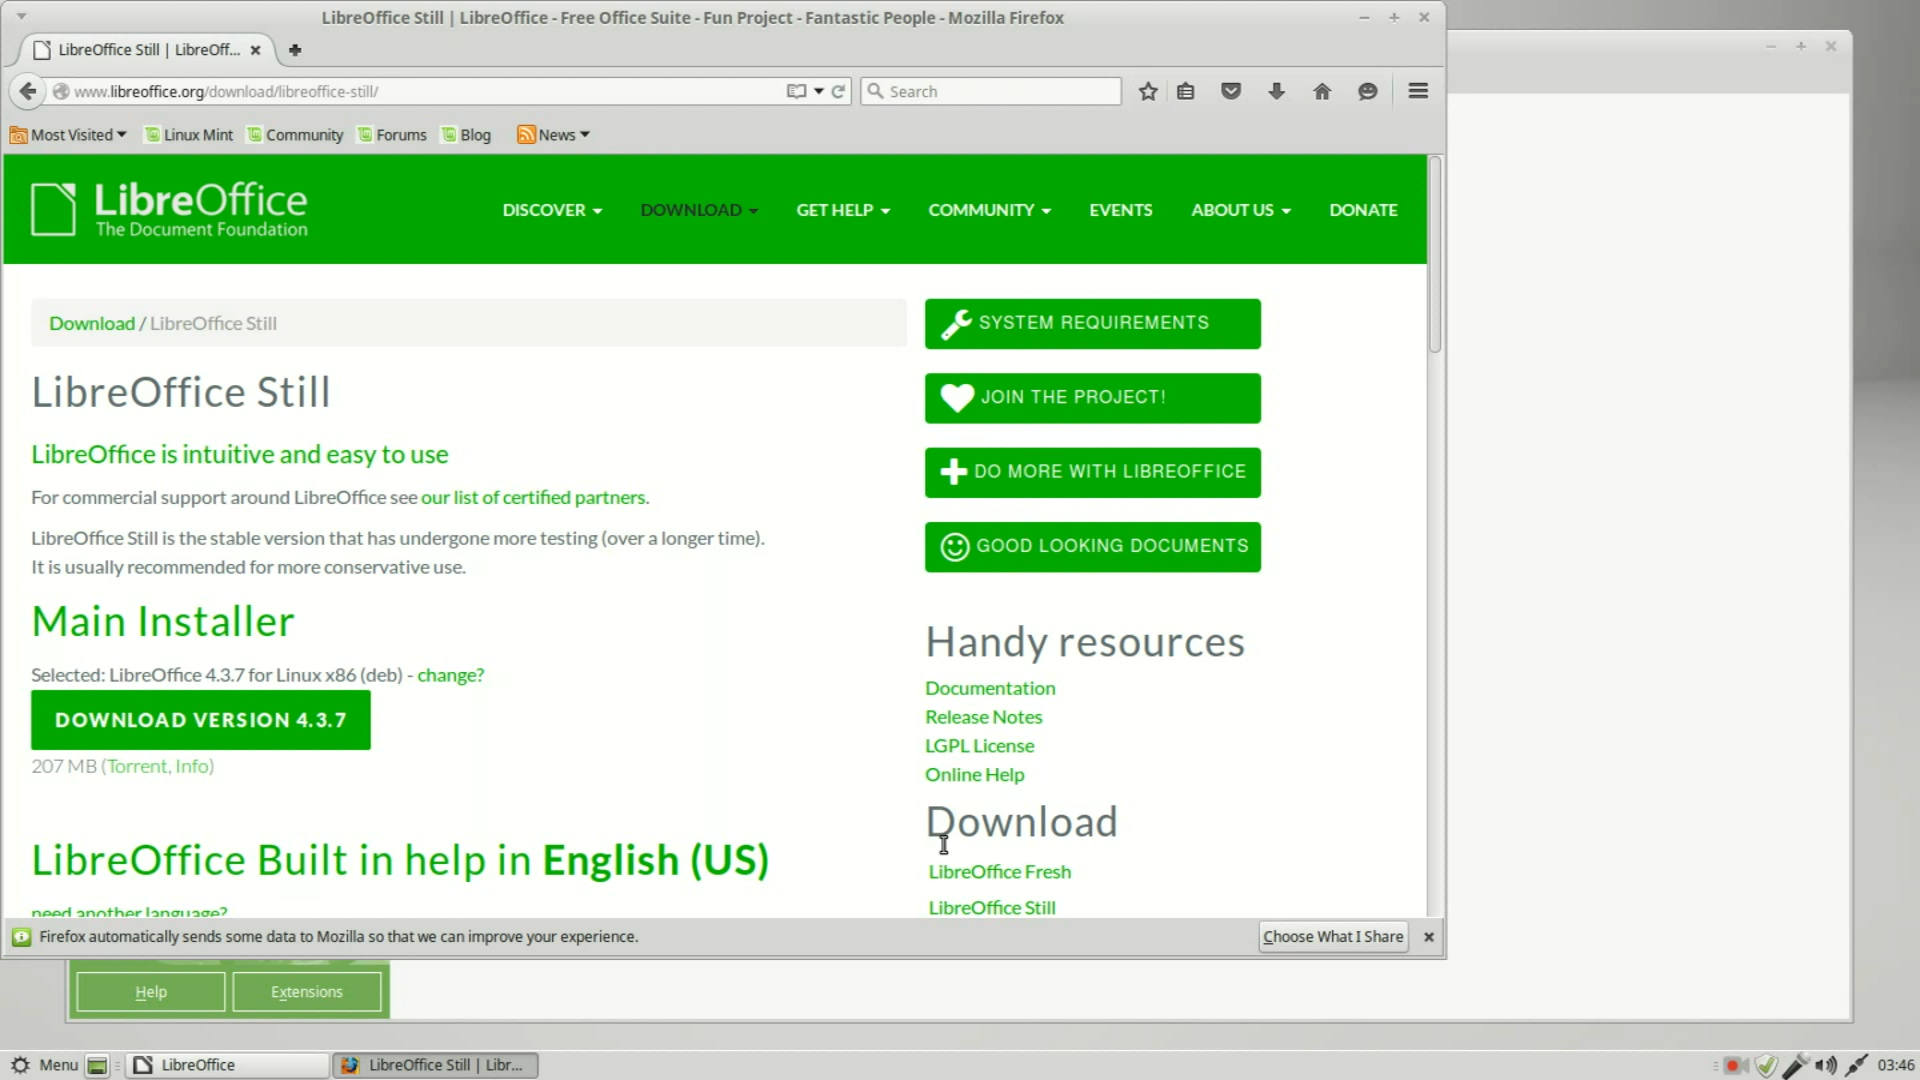 LibreOffice Still | LibreOffice - Free Office Suite - Fun Project - Fantastic People - Mozilla Firefox
LibreOffice Still | LibreOff...
www.libreoffice.org/download/libreoffice-still/
Search
Most Visited
Linux Mint
Community
Forums
Blog
News
LibreOffice
The Document Foundation
DISCOVER
DOWNLOAD
GET HELP
COMMUNITY
EVENTS
ABOUT US
DONATE
Download / LibreOffice Still
LibreOffice Still
LibreOffice is intuitive and easy to use
For commercial support around LibreOffice see our list of certified partners.
LibreOffice Still is the stable version that has undergone more testing (over a longer time).
It is usually recommended for more conservative use.
Main Installer
Selected: LibreOffice 4.3.7 for Linux x86 (deb) - change?
DOWNLOAD VERSION 4.3.7
207 MB (Torrent, Info)
LibreOffice Built in help in English (US)
need another language?
SYSTEM REQUIREMENTS
JOIN THE PROJECT!
DO MORE WITH LIBREOFFICE
GOOD LOOKING DOCUMENTS
Handy resources
Documentation
Release Notes
LGPL License
Online Help
Download
LibreOffice Fresh
LibreOffice Still
Firefox automatically sends some data to Mozilla so that we can improve your experience.
Choose What I Share
Help
Extensions
Menu
LibreOffice
LibreOffice Still | Libr...
03:46